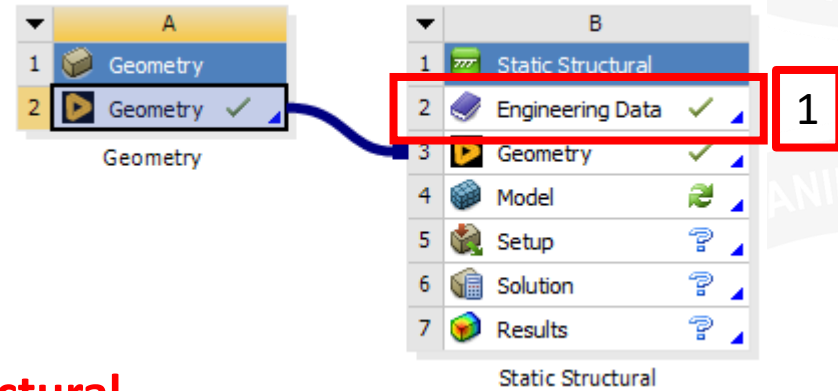 A
1 Geometry
2 Geometry
Geometry
B
1 Static Structural
2 Engineering Data
3 Geometry
4 Model
5 Setup
6 Solution
7 Results
Static Structural
1